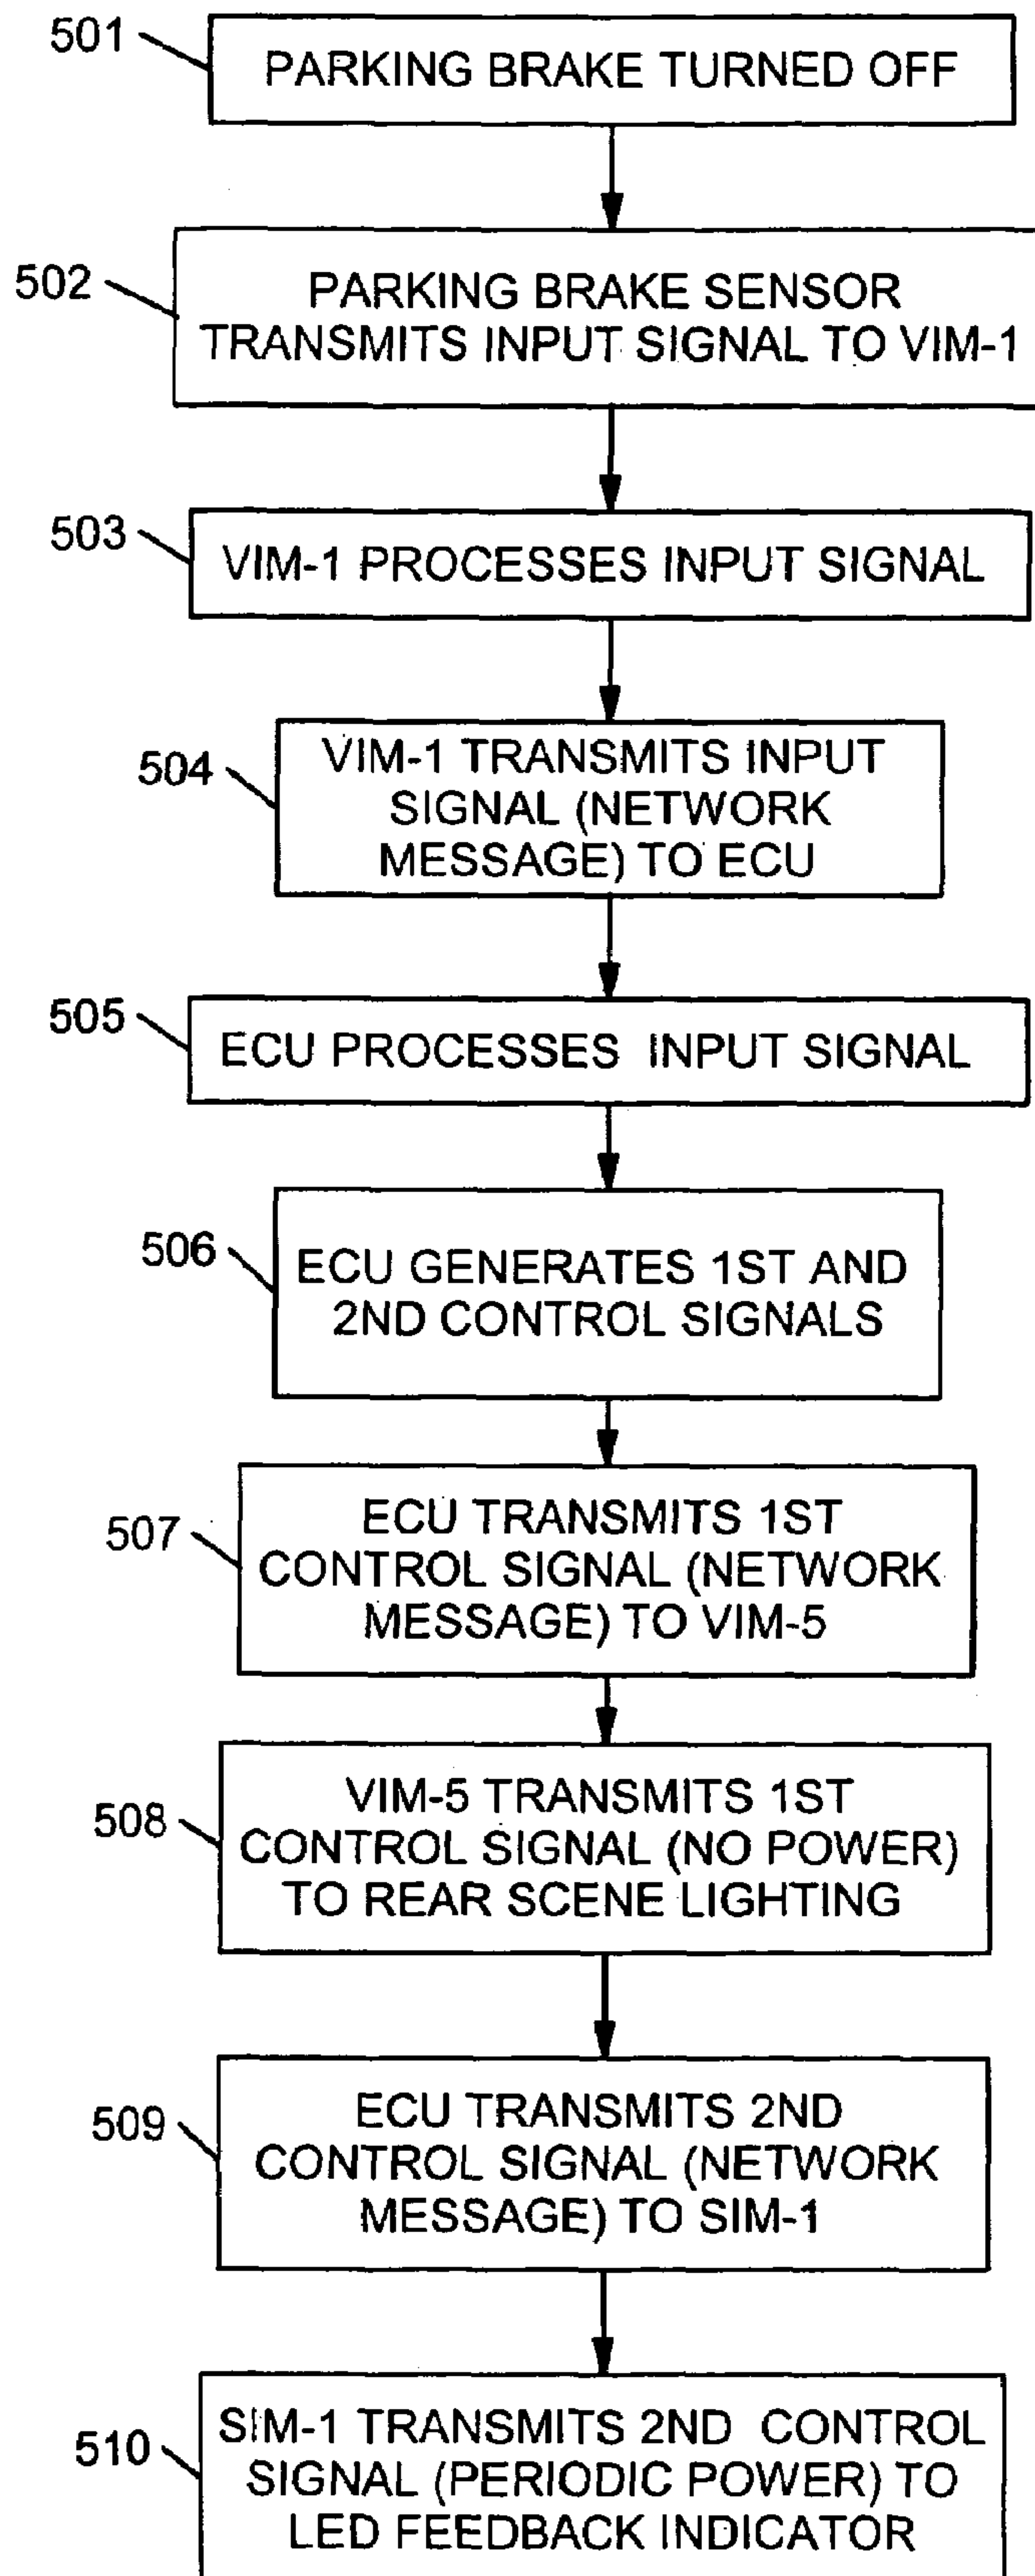 501
PARKING BRAKE TURNED OFF
502
PARKING BRAKE SENSOR
TRANSMITS INPUT SIGNAL TO VIM-1
503
VIM-1 PROCESSES INPUT SIGNAL
504
VIM-1 TRANSMITS INPUT
SIGNAL (NETWORK
MESSAGE) TO ECU
505
ECU PROCESSES INPUT SIGNAL
506
ECU GENERATES 1ST AND
2ND CONTROL SIGNALS
507
ECU TRANSMITS 1ST
CONTROL SIGNAL (NETWORK
MESSAGE) TO VIM-5
508
VIM-5 TRANSMITS 1ST
CONTROL SIGNAL (NO POWER)
TO REAR SCENE LIGHTING
509
ECU TRANSMITS 2ND
CONTROL SIGNAL (NETWORK
MESSAGE) TO SIM-1
510
SIM-1 TRANSMITS 2ND CONTROL
SIGNAL (PERIODIC POWER) TO
LED FEEDBACK INDICATOR